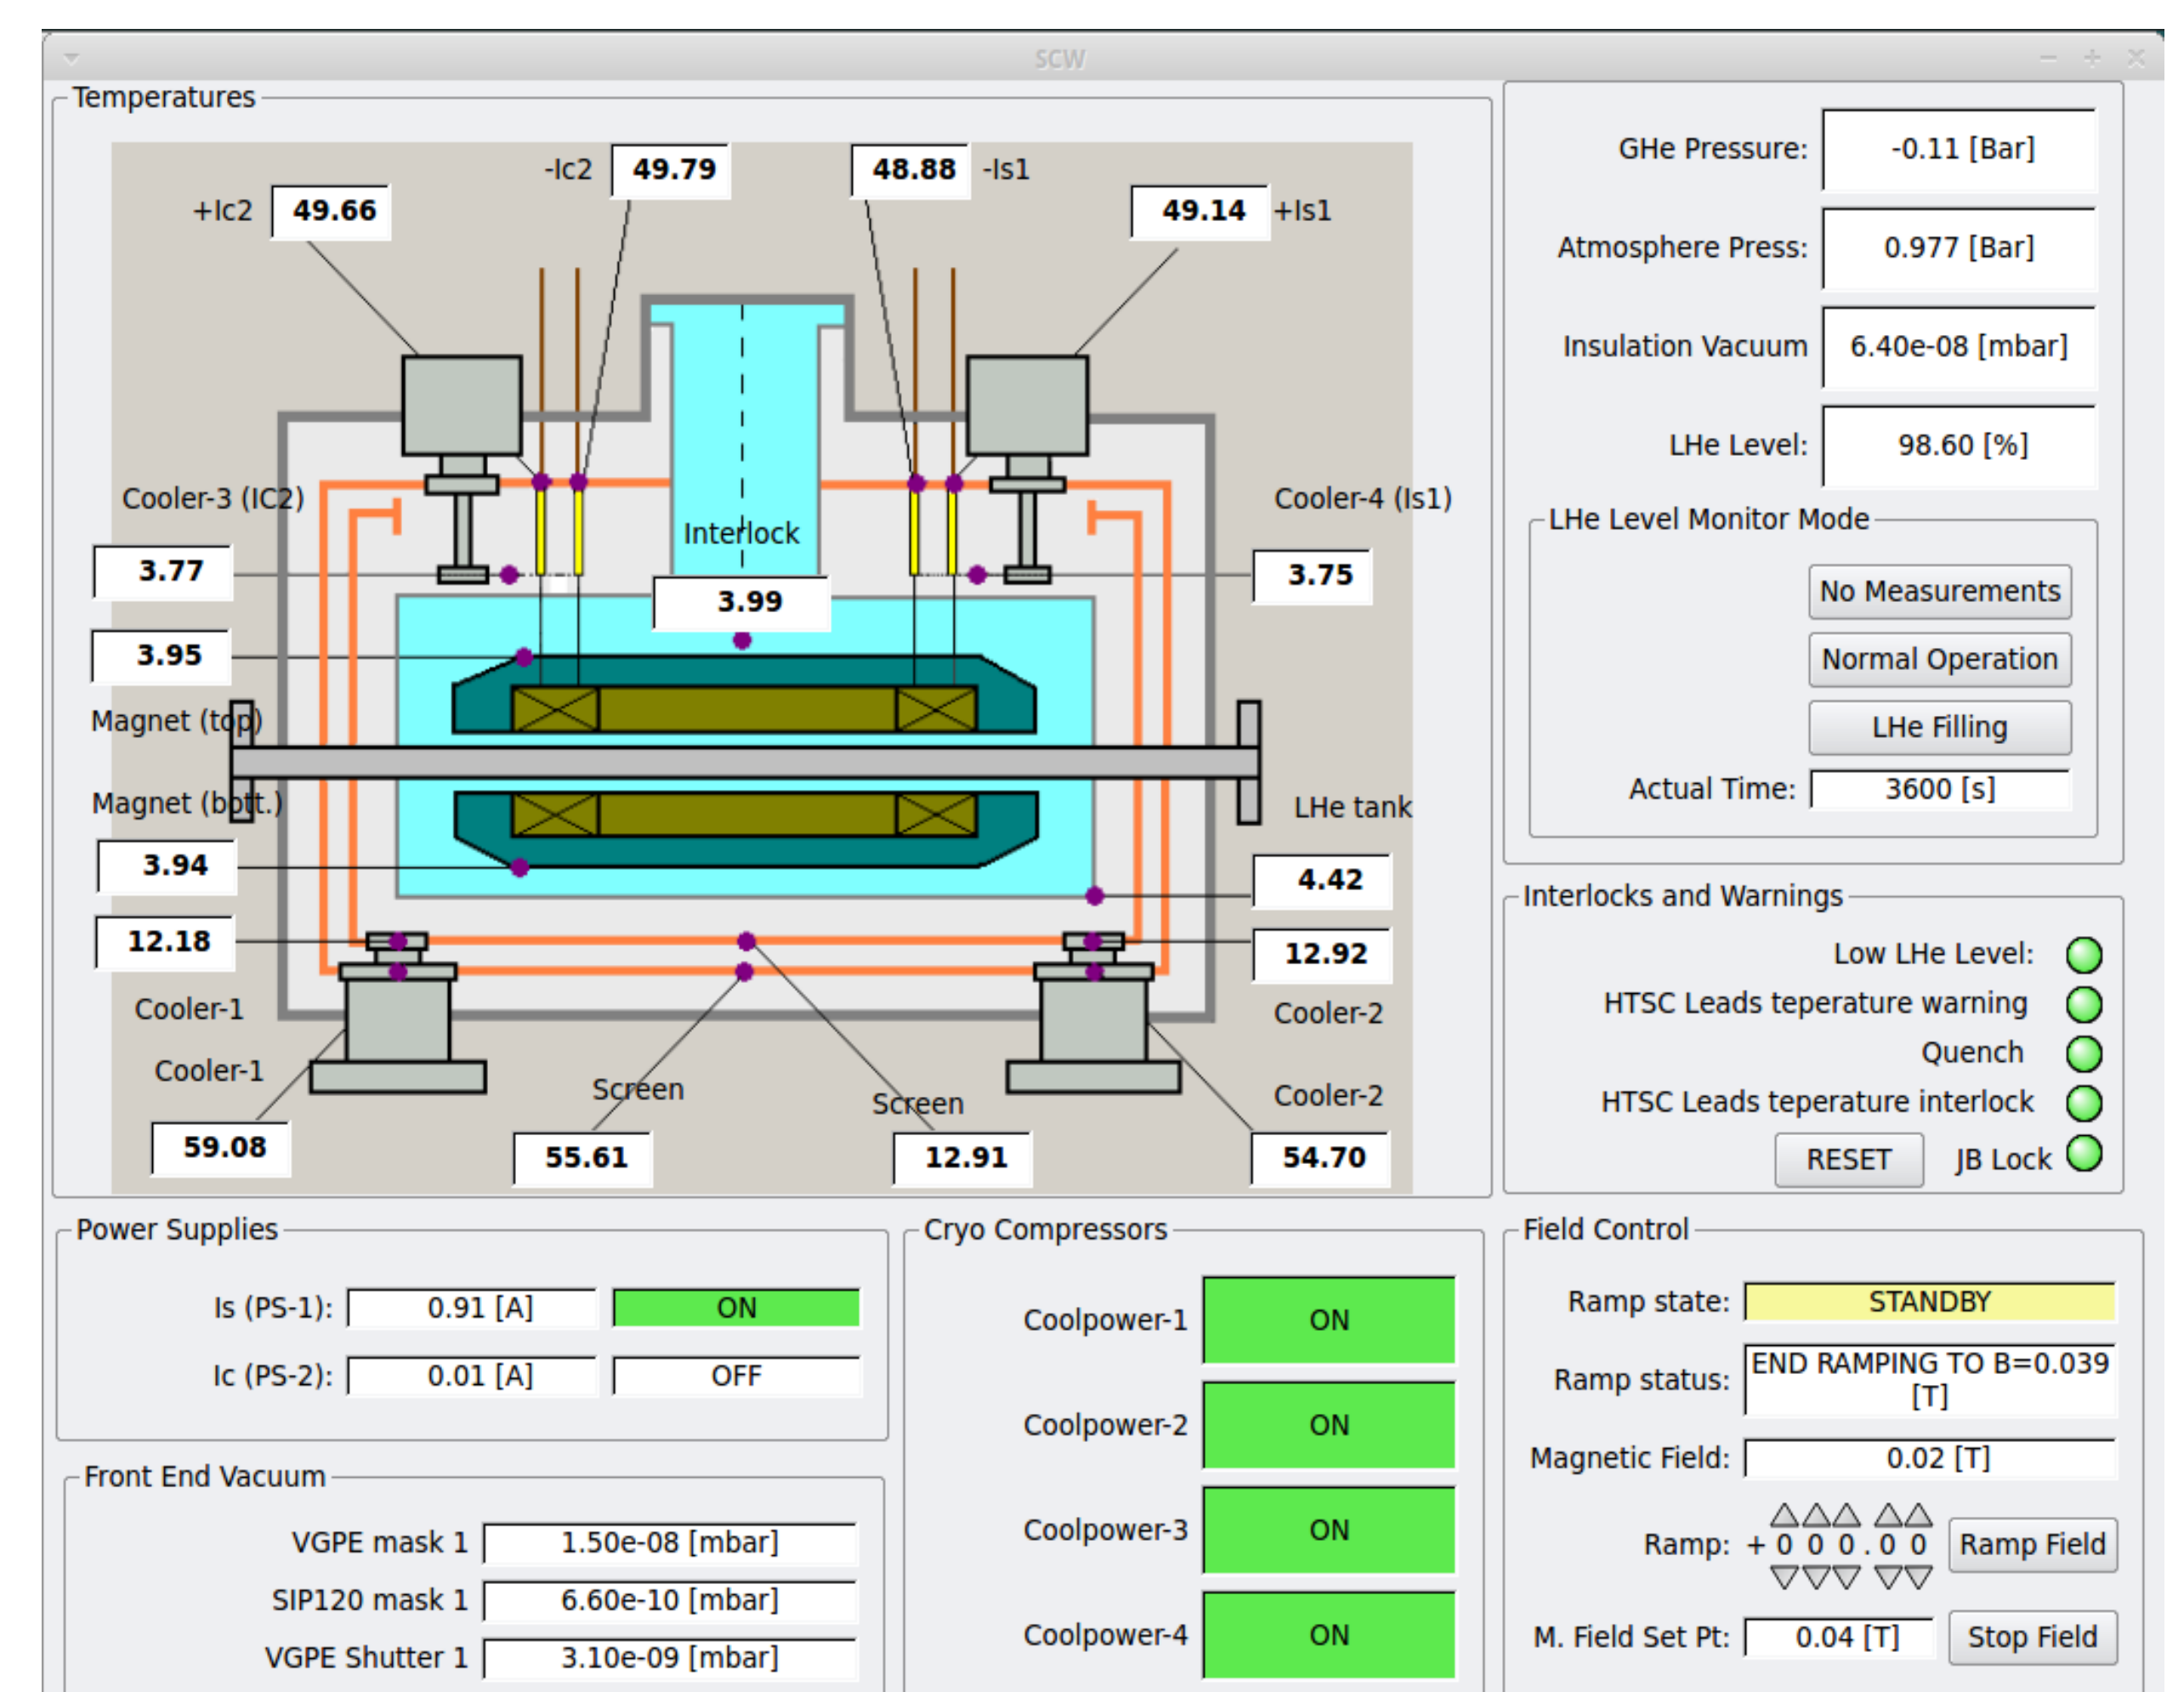 SCW
Temperatures
-Ic2 49.79 48.88 -Is1
+Ic2 49.66 49.14 +Is1
Cooler-3 (IC2) Cooler-4 (Is1)
Interlock
3.77 3.99 3.75
3.95
Magnet (top)
Magnet (bott.) LHe tank
3.94 4.42
12.18 12.92
Cooler-1 Cooler-2
Cooler-1 Screen Screen Cooler-2
59.08 55.61 12.91 54.70
GHe Pressure: -0.11 [Bar]
Atmosphere Press: 0.977 [Bar]
Insulation Vacuum 6.40e-08 [mbar]
LHe Level: 98.60 [%]
LHe Level Monitor Mode
No Measurements
Normal Operation
LHe Filling
Actual Time: 3600 [s]
Interlocks and Warnings
Low LHe Level:
HTSC Leads teperature warning
Quench
HTSC Leads teperature interlock
RESET JB Lock
Power Supplies
Is (PS-1): 0.91 [A] ON
Ic (PS-2): 0.01 [A] OFF
Front End Vacuum
VGPE mask 1 1.50e-08 [mbar]
SIP120 mask 1 6.60e-10 [mbar]
VGPE Shutter 1 3.10e-09 [mbar]
Cryo Compressors
Coolpower-1 ON
Coolpower-2 ON
Coolpower-3 ON
Coolpower-4 ON
Field Control
Ramp state: STANDBY
Ramp status: END RAMPING TO B=0.039
[T]
Magnetic Field: 0.02 [T]
Ramp: +000.00 Ramp Field
M. Field Set Pt: 0.04 [T] Stop Field